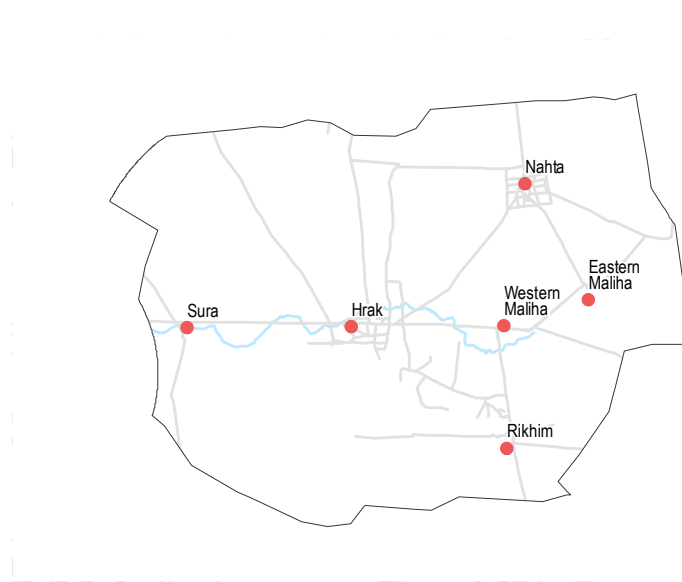 Nahta
Eastern
Maliha
Western
Maliha
Sura
Hrak
Rikhim